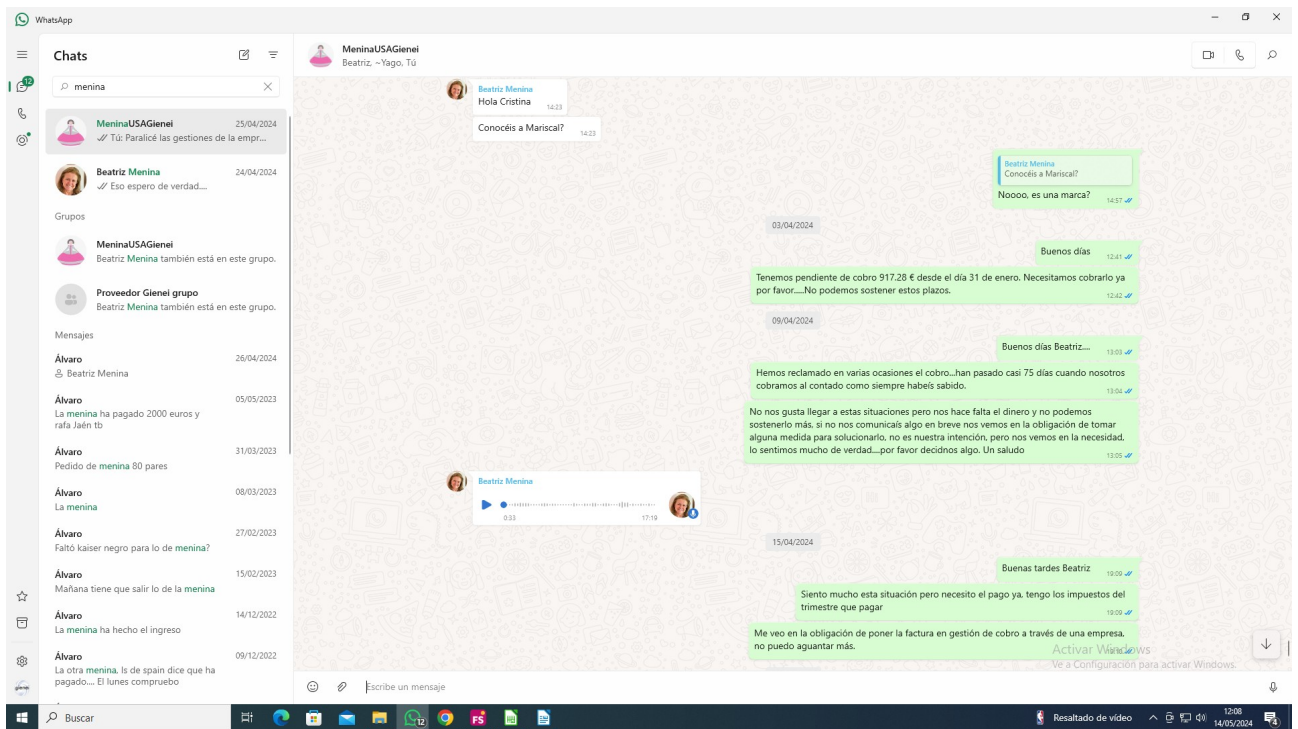 WhatsApp
Chats
menina
MeninaUSAGienei 25/04/2024
Tú: Paralicé las gestiones de la empr...
Beatriz Menina 24/04/2024
Eso espero de verdad....
Grupos
MeninaUSAGienei
Beatriz Menina también está en este grupo.
Proveedor Gienei grupo
Beatriz Menina también está en este grupo.
Mensajes
Álvaro 26/04/2024
Beatriz Menina
Álvaro 05/05/2023
La menina ha pagado 2000 euros y
rafa Jaén tb
Álvaro 31/03/2023
Pedido de menina 80 pares
Álvaro 08/03/2023
La menina
Álvaro 27/02/2023
Faltó kaiser negro para lo de menina?
Álvaro 15/02/2023
Mañana tiene que salir lo de la menina
Álvaro 14/12/2022
La menina ha hecho el ingreso
Álvaro 09/12/2022
La otra menina, Is de spain dice que ha
pagado.... El lunes compruebo
12
MeninaUSAGienei
Beatriz, ~Yago, Tú
Beatriz Menina
Hola Cristina 14:23
Conocéis a Mariscal? 14:23
Beatriz Menina
Conocéis a Mariscal?
Noooo, es una marca? 14:57
03/04/2024
Buenos días 12:41
Tenemos pendiente de cobro 917.28 € desde el día 31 de enero. Necesitamos cobrarlo ya
por favor.....No podemos sostener estos plazos. 12:42
09/04/2024
Buenos días Beatriz.... 13:03
Hemos reclamado en varias ocasiones el cobro...han pasado casi 75 días cuando nosotros
cobramos al contado como siempre habeís sabido. 13:04
No nos gusta llegar a estas situaciones pero nos hace falta el dinero y no podemos
sostenerlo más, si no nos comunicaís algo en breve nos vemos en la obligación de tomar
alguna medida para solucionarlo, no es nuestra intención, pero nos vemos en la necesidad,
lo sentimos mucho de verdad....por favor decidnos algo. Un saludo 13:05
Beatriz Menina
0:33 17:19
15/04/2024
Buenas tardes Beatriz 19:09
Siento mucho esta situación pero necesito el pago ya, tengo los impuestos del
trimestre que pagar 19:09
Me veo en la obligación de poner la factura en gestión de cobro a través de una empresa,
no puedo aguantar más.
Activar Windows
Ve a Configuración para activar Windows.
Escribe un mensaje
Buscar
12
FS
Resaltado de vídeo
12:08
14/05/2024
4